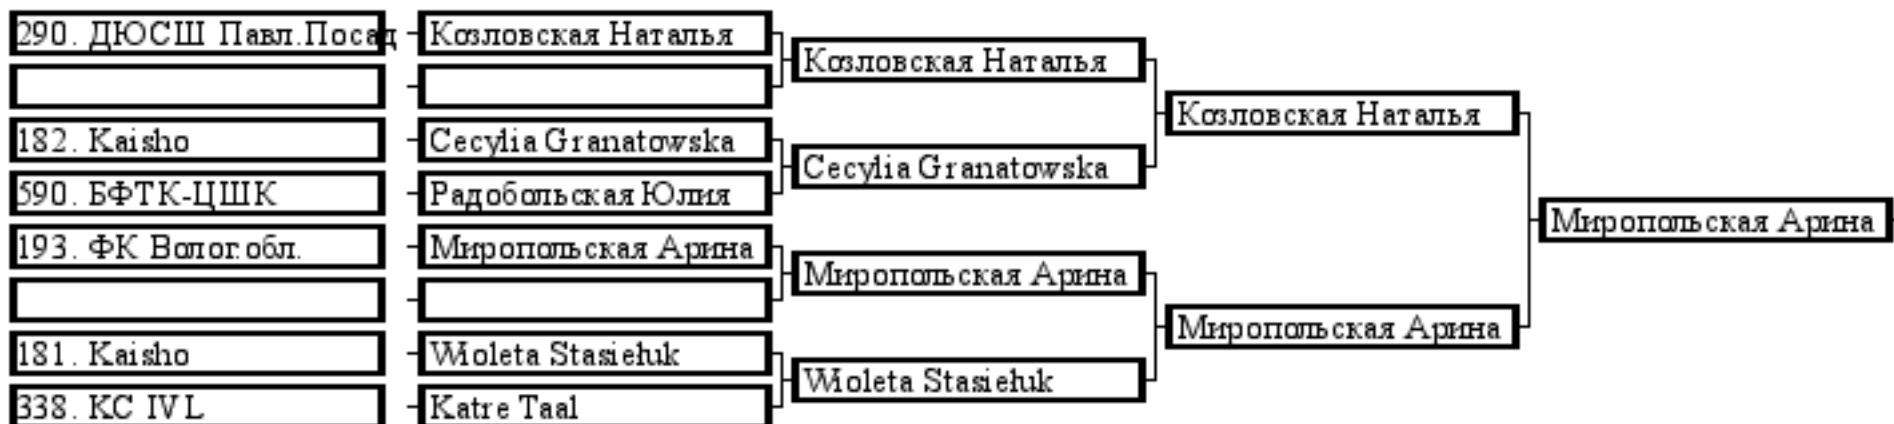 290. ДЮСШ Павл.Посад Козловская Наталья
Козловская Наталья
Козловская Наталья
182. Kaisho Cecylia Granatowska
Cecylia Granatowska
590. БФТК-ЦШК Радобольская Юлия
Миропольская Арина
193. ФК Волог.обл. Миропольская Арина
Миропольская Арина
Миропольская Арина
181. Kaisho Wioleta Stasiełuk
Wioleta Stasiełuk
338. KC IVL Katre Taal